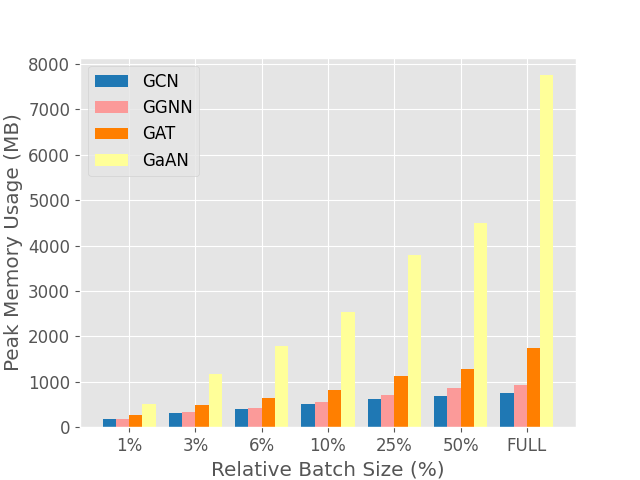 8000
7000
6000
5000
4000
3000
2000
1000
0
Peak Memory Usage (MB)
GCN
GGNN
GAT
GaAN
1% 3% 6% 10% 25% 50% FULL
Relative Batch Size (%)